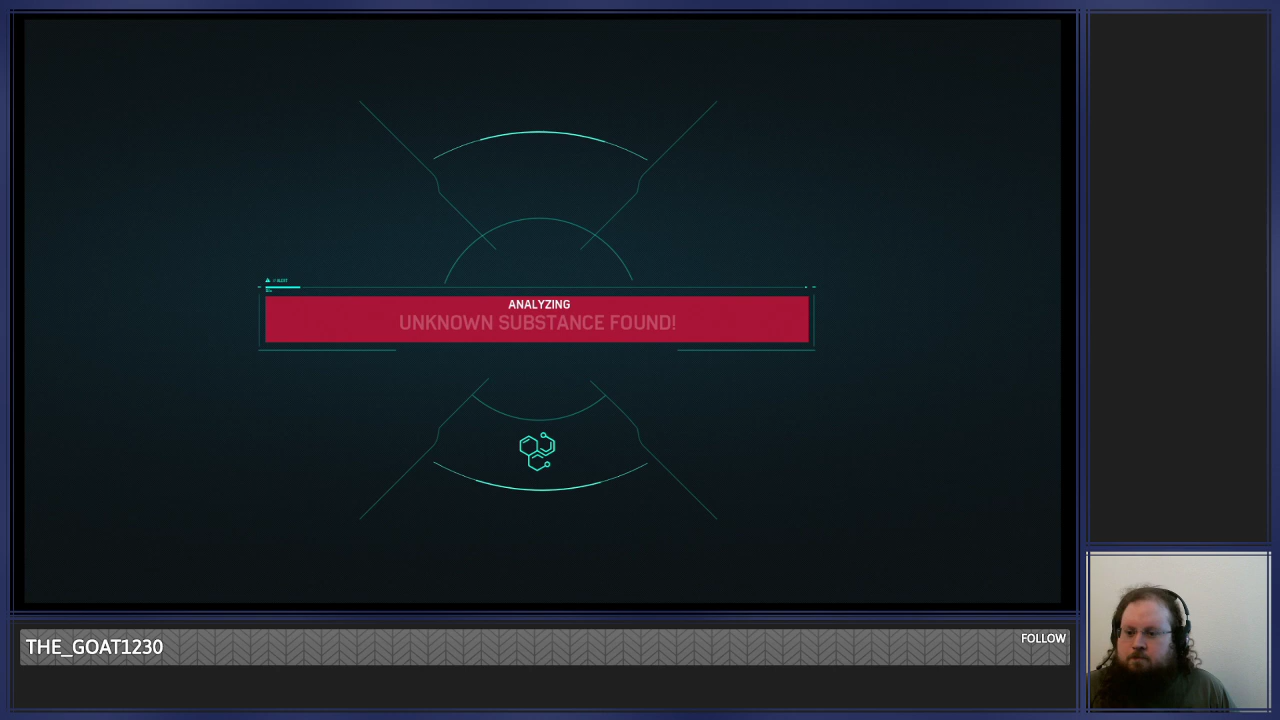 ANALYZING
UNKNOWN SUBSTANCE FOUND!
THE_GOAT1230
FOLLOW